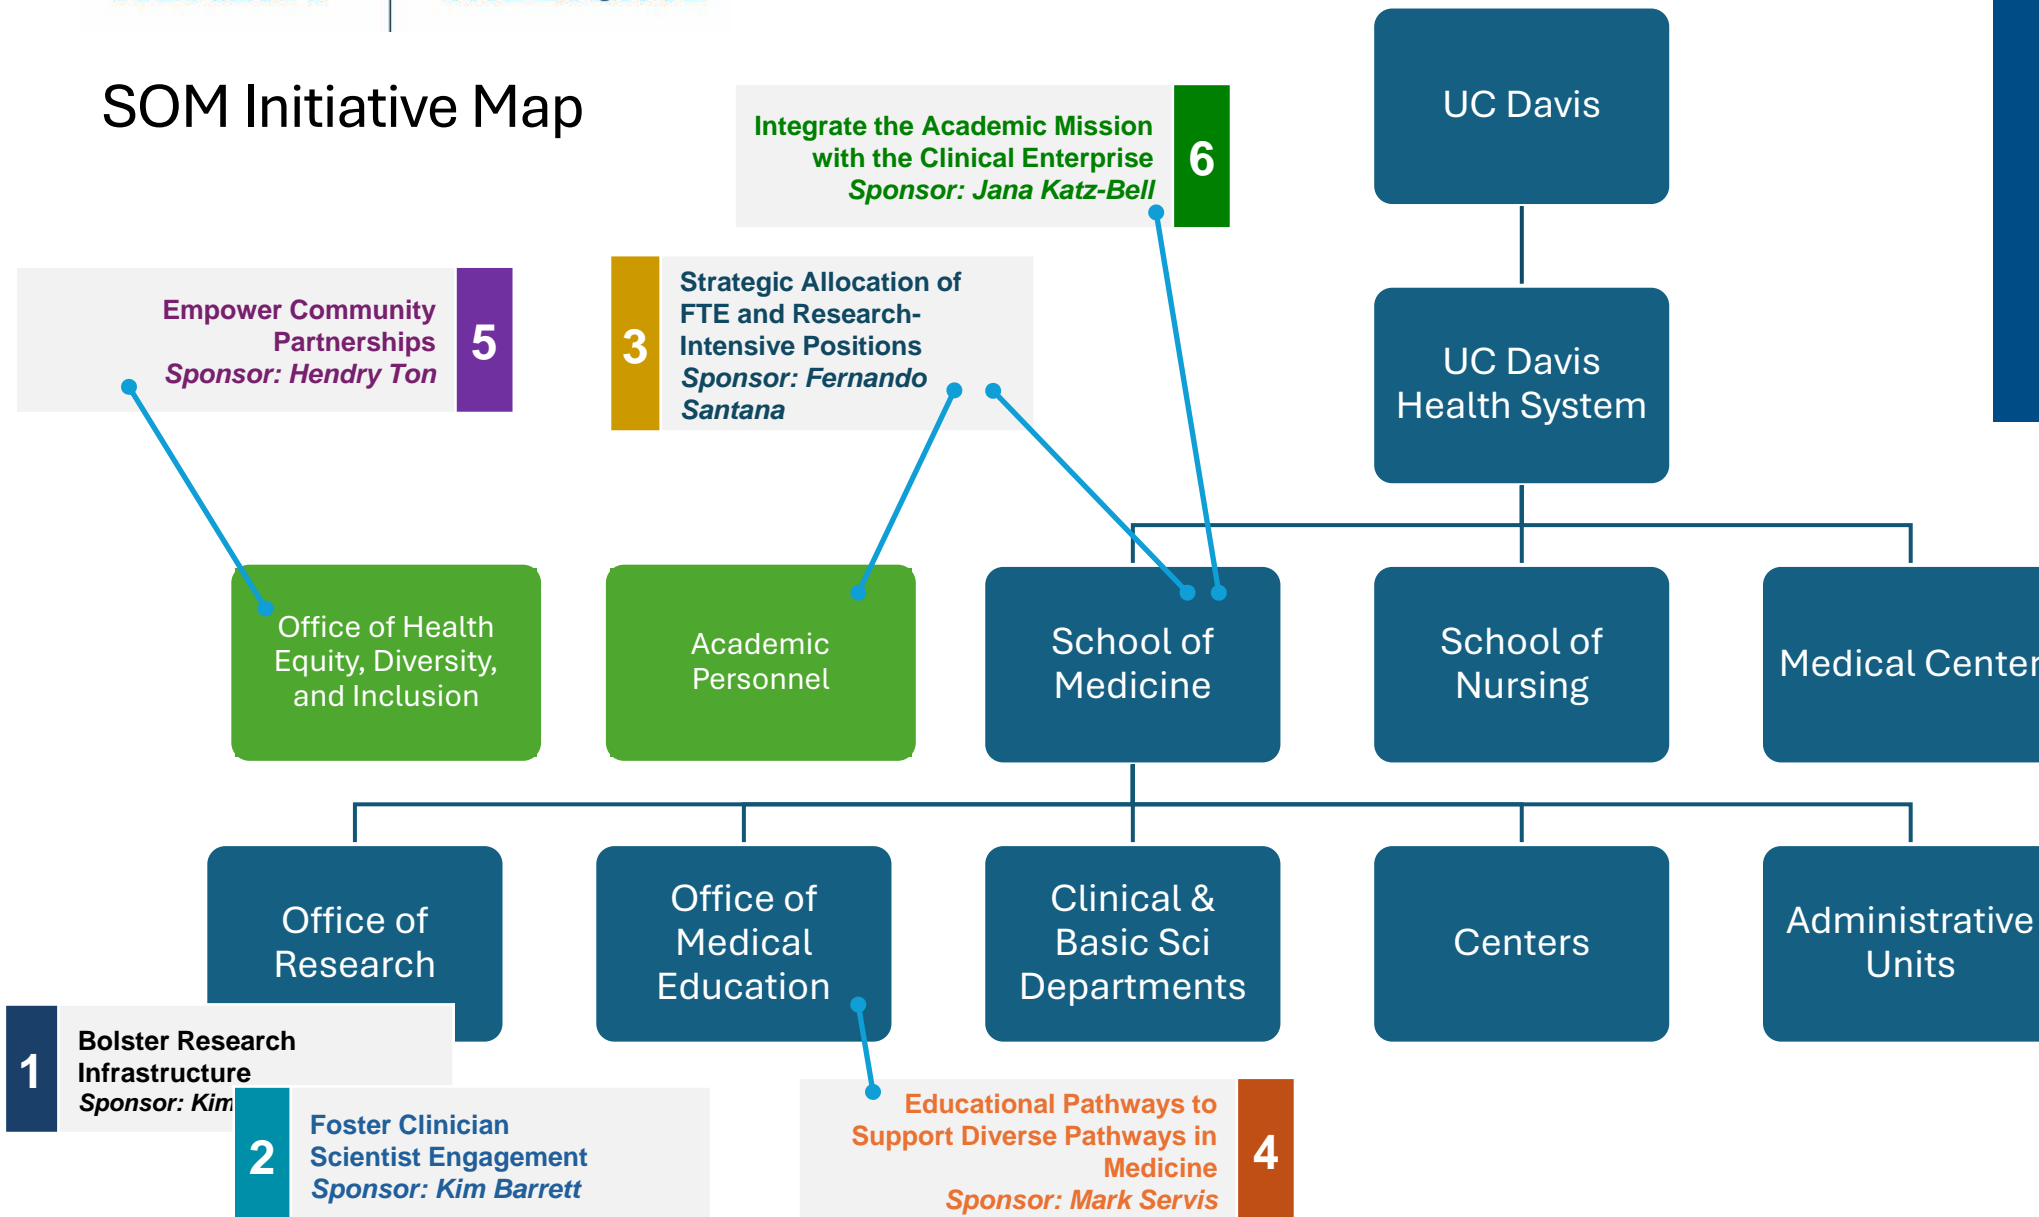 SOM Initiative Map
Integrate the Academic Mission
with the Clinical Enterprise
Sponsor: Jana Katz-Bell
6
UC Davis
Empower Community
Partnerships
Sponsor: Hendry Ton
5
3
Strategic Allocation of
FTE and Research-
Intensive Positions
Sponsor: Fernando
Santana
UC Davis
Health System
Office of Health
Equity, Diversity,
and Inclusion
Academic
Personnel
School of
Medicine
School of
Nursing
Medical Center
Office of
Research
Office of
Medical
Education
Clinical &
Basic Sci
Departments
Centers
Administrative
Units
1
Bolster Research
Infrastructure
Sponsor: Kim
2
Foster Clinician
Scientist Engagement
Sponsor: Kim Barrett
Educational Pathways to
Support Diverse Pathways in
Medicine
Sponsor: Mark Servis
4